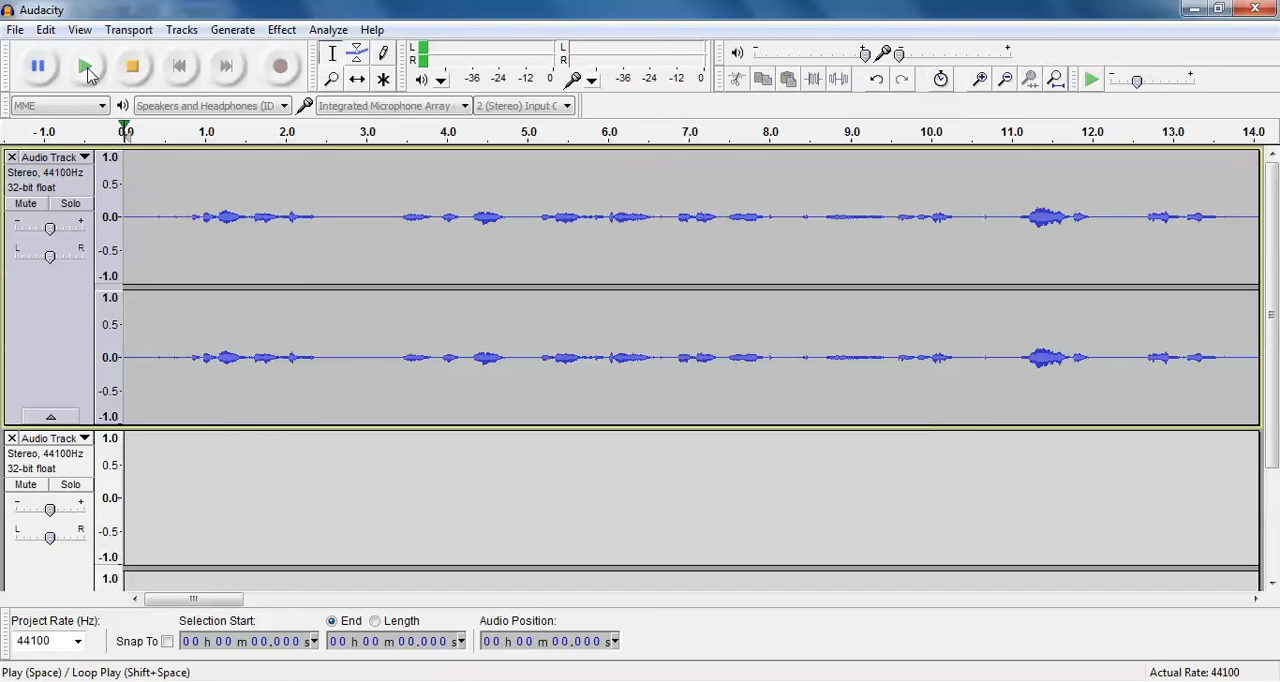 Audacity
File Edit View Transport Tracks Generate Effect Analyze Help
L R -36 -24 -12 0 L R -36 -24 -12 0
MME Speakers and Headphones (ID Integrated Microphone Array 2 (Stereo) Input C
- 1.0 0.0 1.0 2.0 3.0 4.0 5.0 6.0 7.0 8.0 9.0 10.0 11.0 12.0 13.0 14.0
Audio Track 1.0
Stereo, 44100Hz
32-bit float 0.5
Mute Solo
- + 0.0
L R -0.5
-1.0
1.0
0.5
0.0
-0.5
-1.0
Audio Track 1.0
Stereo, 44100Hz
32-bit float 0.5
Mute Solo
- + 0.0
L R -0.5
-1.0
1.0
Project Rate (Hz): Selection Start: End Length Audio Position:
44100 Snap To 00 h 00 m 00.000 s 00 h 00 m 00.000 s 00 h 00 m 00.000 s
Play (Space) / Loop Play (Shift+Space) Actual Rate: 44100